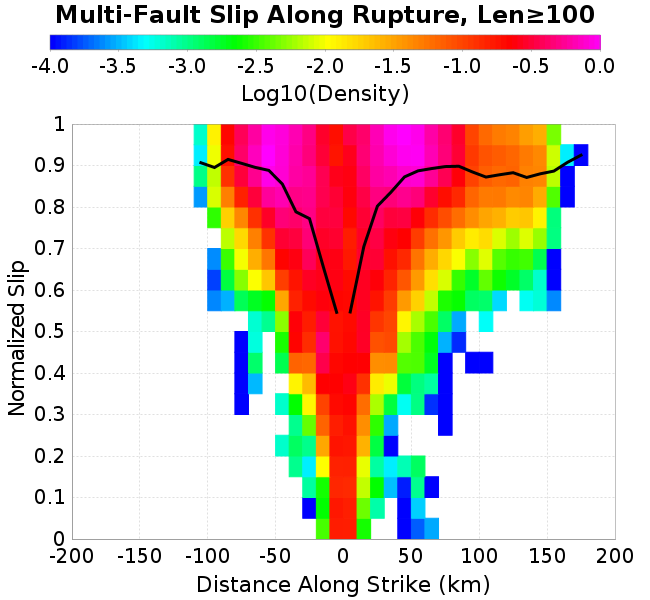 Multi-Fault Slip Along Rupture, Len≥100
-4.0 -3.5 -3.0 -2.5 -2.0 -1.5 -1.0 -0.5 0.0
Log10(Density)
1
0.9
0.8
0.7
0.6
0.5
0.4
0.3
0.2
0.1
0
Normalized Slip
-200 -150 -100 -50 0 50 100 150 200
Distance Along Strike (km)